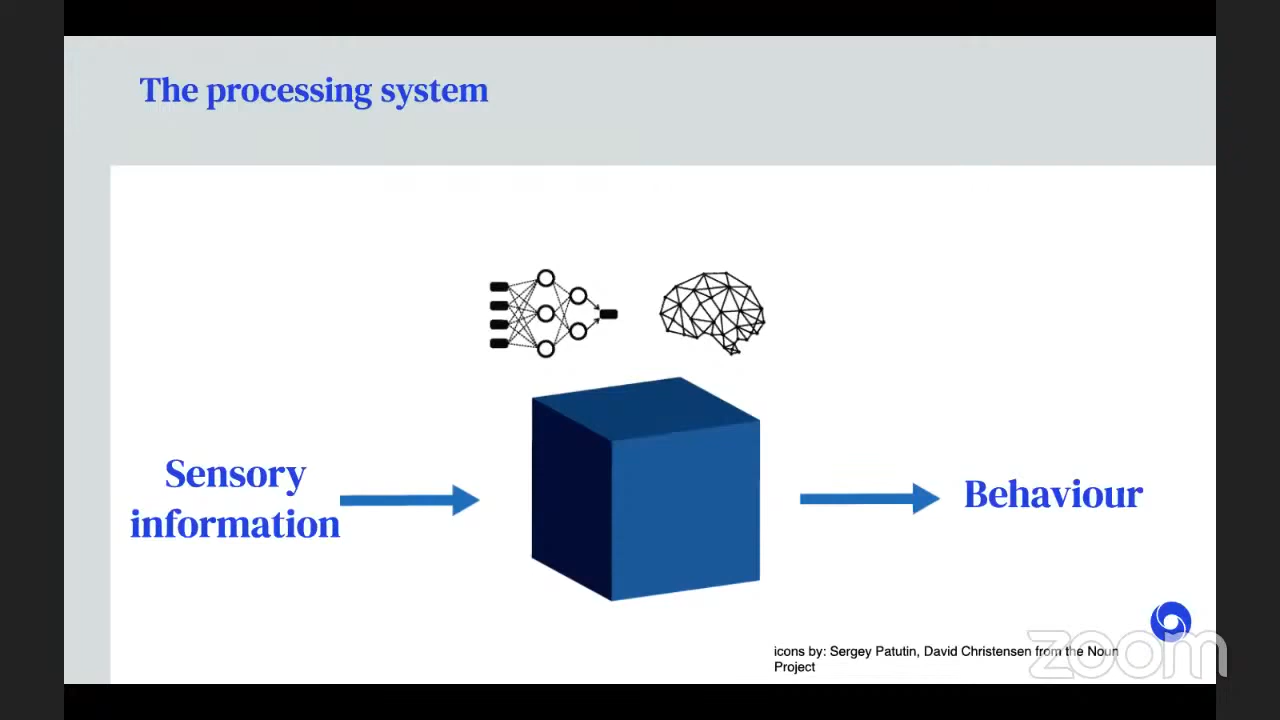 The processing system
Sensory
information
Behaviour
icons by: Sergey Patutin, David Christensen from the Noun
Project
zoom